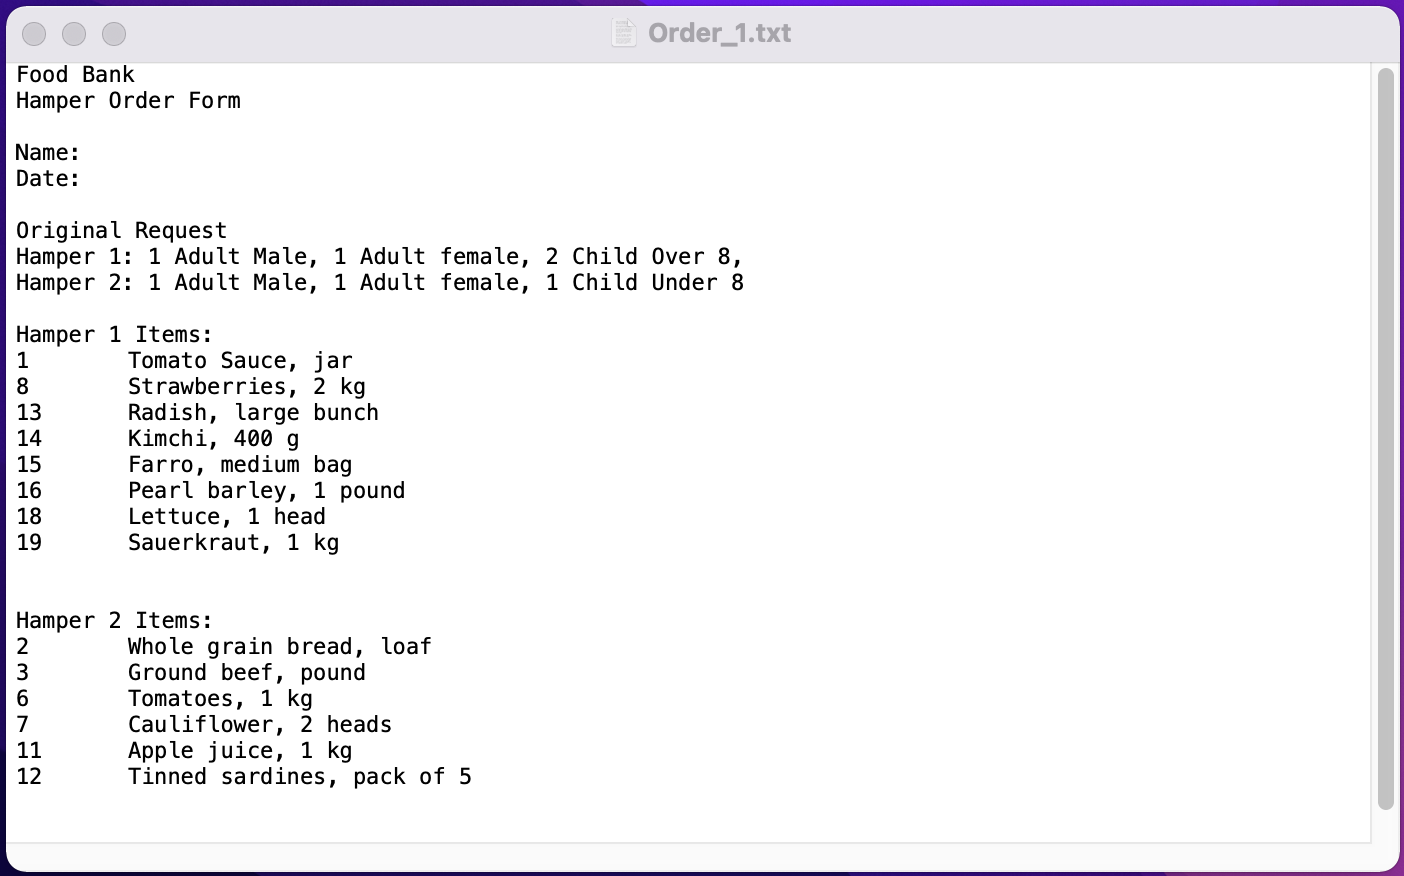 Order_1.txt
Food Bank
Hamper Order Form
Name:
Date:
Original Request
Hamper 1: 1 Adult Male, 1 Adult female, 2 Child Over 8,
Hamper 2: 1 Adult Male, 1 Adult female, 1 Child Under 8
Hamper 1 Items:
1 Tomato Sauce, jar
8 Strawberries, 2 kg
13 Radish, large bunch
14 Kimchi, 400 g
15 Farro, medium bag
16 Pearl barley, 1 pound
18 Lettuce, 1 head
19 Sauerkraut, 1 kg
Hamper 2 Items:
2 Whole grain bread, loaf
3 Ground beef, pound
6 Tomatoes, 1 kg
7 Cauliflower, 2 heads
11 Apple juice, 1 kg
12 Tinned sardines, pack of 5